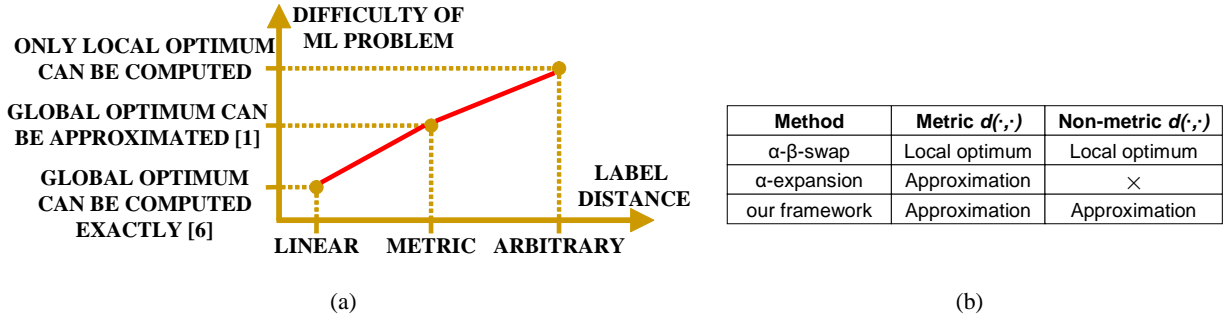 DIFFICULTY OF
ML PROBLEM
ONLY LOCAL OPTIMUM
CAN BE COMPUTED
GLOBAL OPTIMUM CAN
BE APPROXIMATED [1]
GLOBAL OPTIMUM
CAN BE COMPUTED
EXACTLY [6]
LABEL
DISTANCE
LINEAR METRIC ARBITRARY
(a)
Method Metric d(·,·) Non-metric d(·,·)
α-β-swap Local optimum Local optimum
α-expansion Approximation ×
our framework Approximation Approximation
(b)